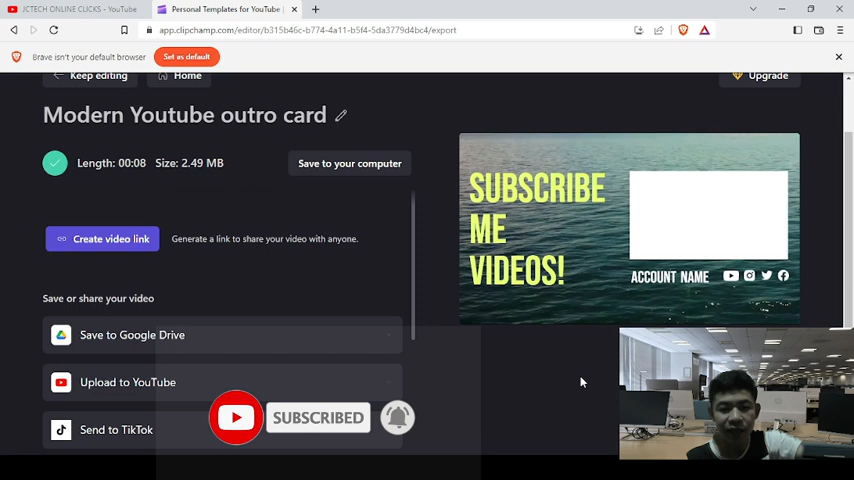 JCTECH ONLINE CLICKS - YouTube
Personal Templates for YouTube |
app.clipchamp.com/editor/b315b46c-b774-4a11-b5f4-5da3779d4bc4/export
Brave isn't your default browser
Set as default
Keep editing
Home
Upgrade
Modern Youtube outro card
Length: 00:08
Size: 2.49 MB
Save to your computer
SUBSCRIBE
ME
VIDEOS!
ACCOUNT NAME
Create video link
Generate a link to share your video with anyone.
Save or share your video
Save to Google Drive
Upload to YouTube
SUBSCRIBED
Send to TikTok